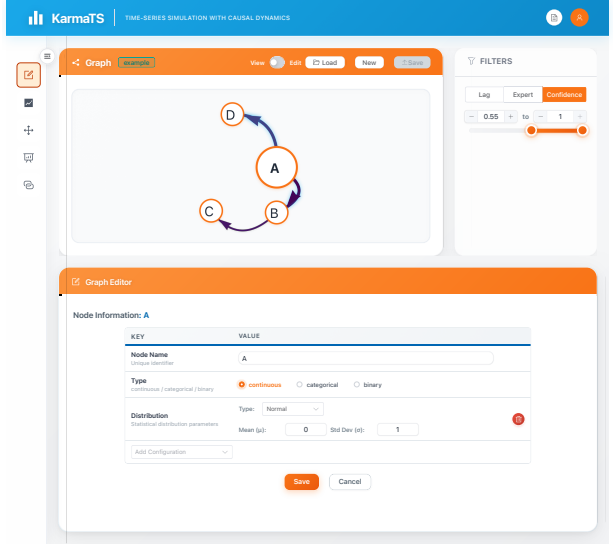 KarmaTS TIME-SERIES SIMULATION WITH CAUSAL DYNAMICS
Graph example View Edit Load New Save
D
A
C
B
FILTERS
Lag Expert Confidence
− 0.55 + to − 1 +
Graph Editor
Node Information: A
KEY VALUE
Node Name
Unique identifier
A
Type
continuous / categorical / binary
continuous categorical binary
Distribution
Statistical distribution parameters
Type: Normal
Mean (μ): 0 Std Dev (σ): 1
Add Configuration
Save Cancel